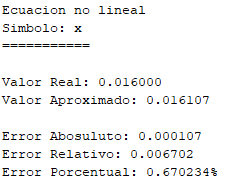 Ecuacion no lineal
Simbolo: x
===========
Valor Real: 0.016000
Valor Aproximado: 0.016107
Error Abosuluto: 0.000107
Error Relativo: 0.006702
Error Porcentual: 0.670234%